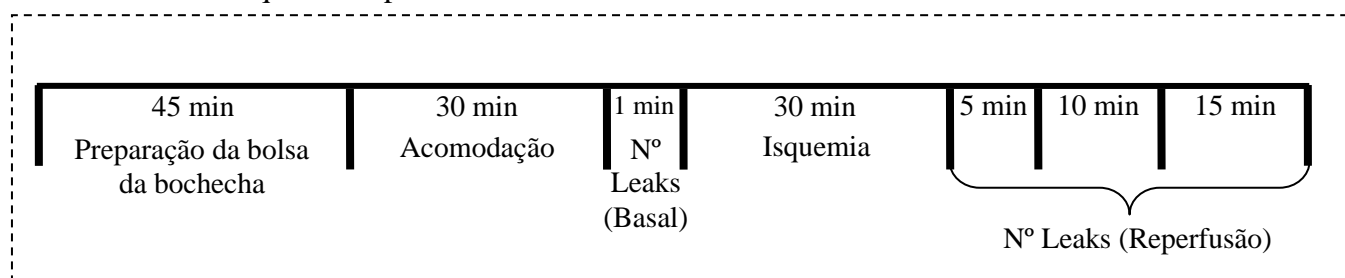 45 min
Preparação da bolsa
da bochecha
30 min
Acomodação
1 min
Nº
Leaks
(Basal)
30 min
Isquemia
5 min
10 min
15 min
Nº Leaks (Reperfusão)